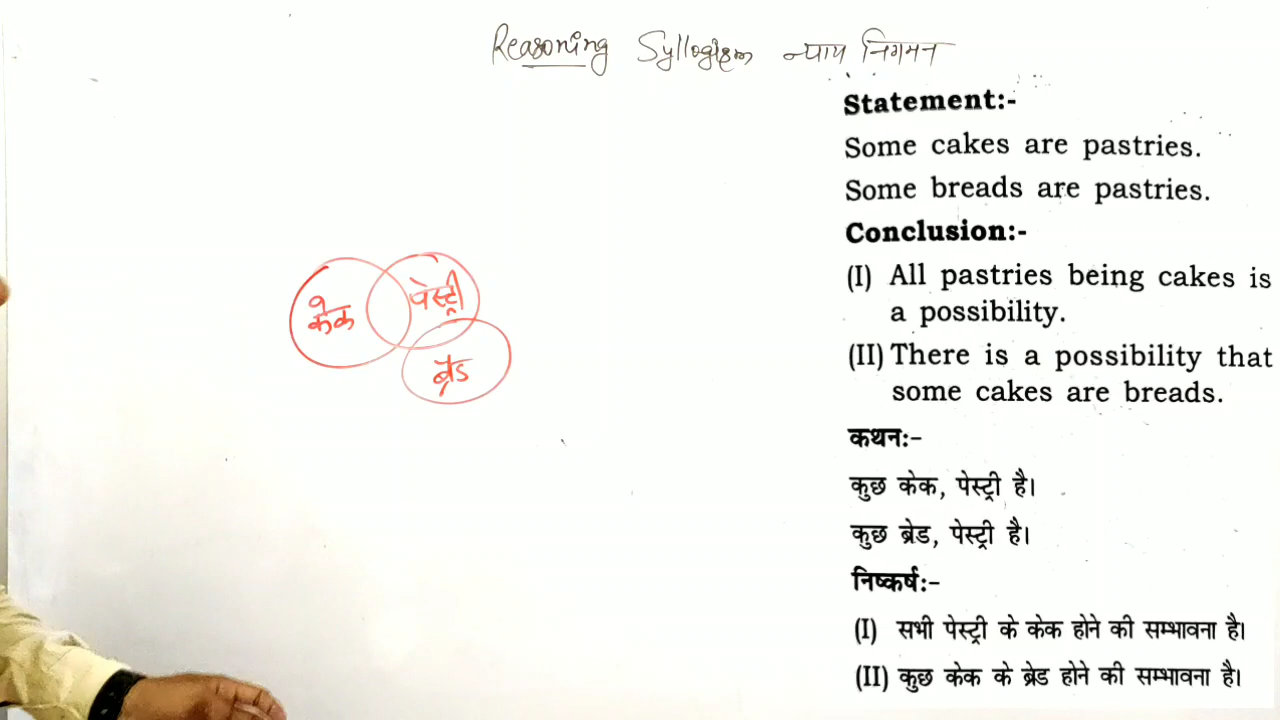 Reasoning Syllogism न्याय निगमन
Statement:-
Some cakes are pastries.
Some breads are pastries.
Conclusion:-
(I) All pastries being cakes is
a possibility.
(II) There is a possibility that
some cakes are breads.
कथनः-
कुछ केक, पेस्ट्री है।
कुछ ब्रेड, पेस्ट्री है।
निष्कर्षः-
(I) सभी पेस्ट्री के केक होने की सम्भावना है।
(II) कुछ केक के ब्रेड होने की सम्भावना है।
केक
पेस्ट्री
ब्रेड